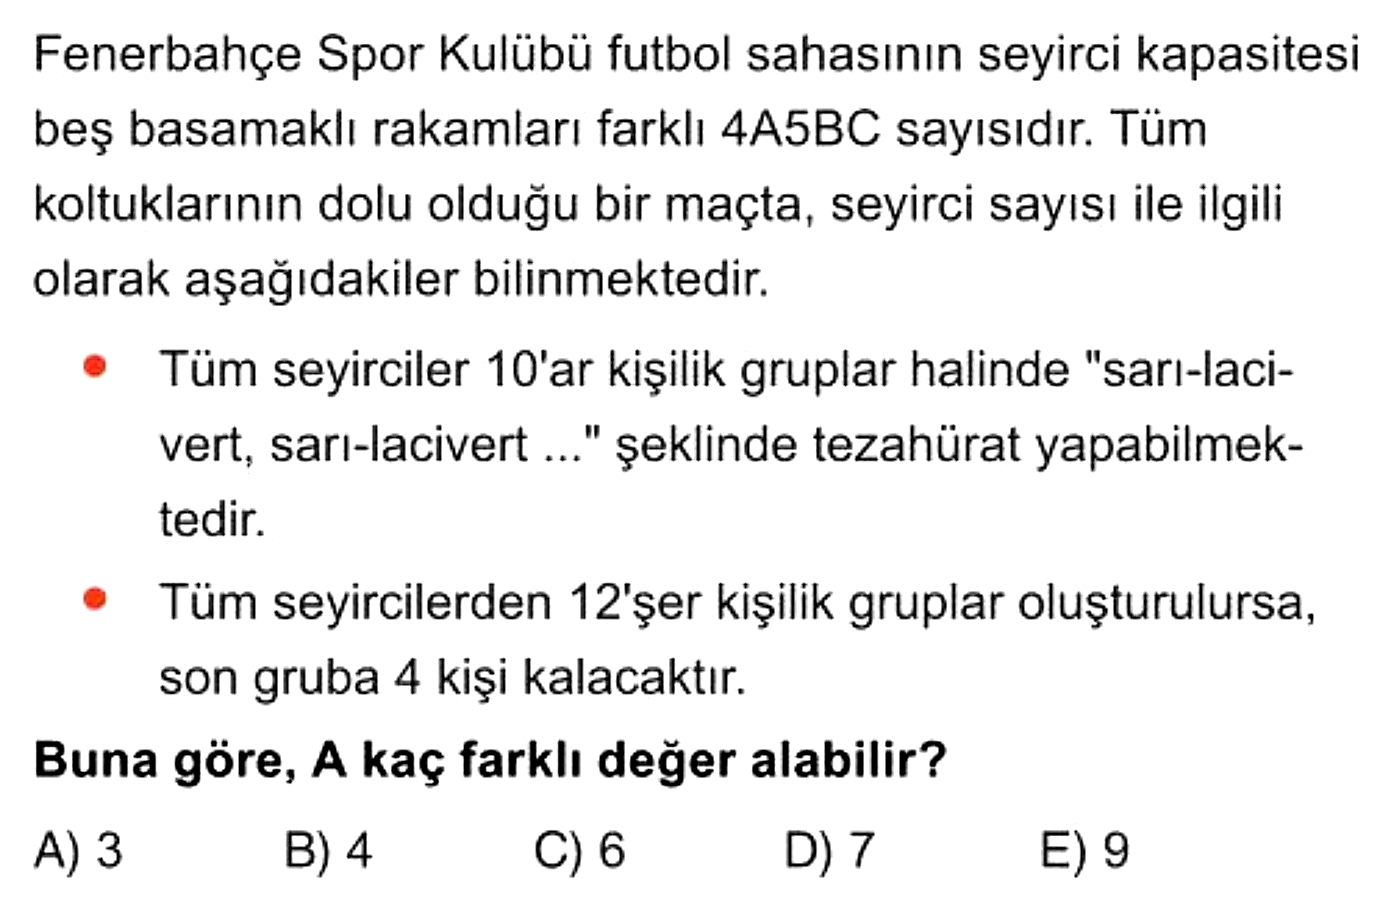 Fenerbahçe Spor Kulübü futbol sahasının seyirci kapasitesi
beş basamaklı rakamları farklı 4A5BC sayısıdır. Tüm
koltuklarının dolu olduğu bir maçta, seyirci sayısı ile ilgili
olarak aşağıdakiler bilinmektedir.
• Tüm seyirciler 10'ar kişilik gruplar halinde "sarı-laci-
vert, sarı-lacivert ..." şeklinde tezahürat yapabilmek-
tedir.
• Tüm seyircilerden 12'şer kişilik gruplar oluşturulursa,
son gruba 4 kişi kalacaktır.
Buna göre, A kaç farklı değer alabilir?
A) 3 B) 4 C) 6 D) 7 E) 9